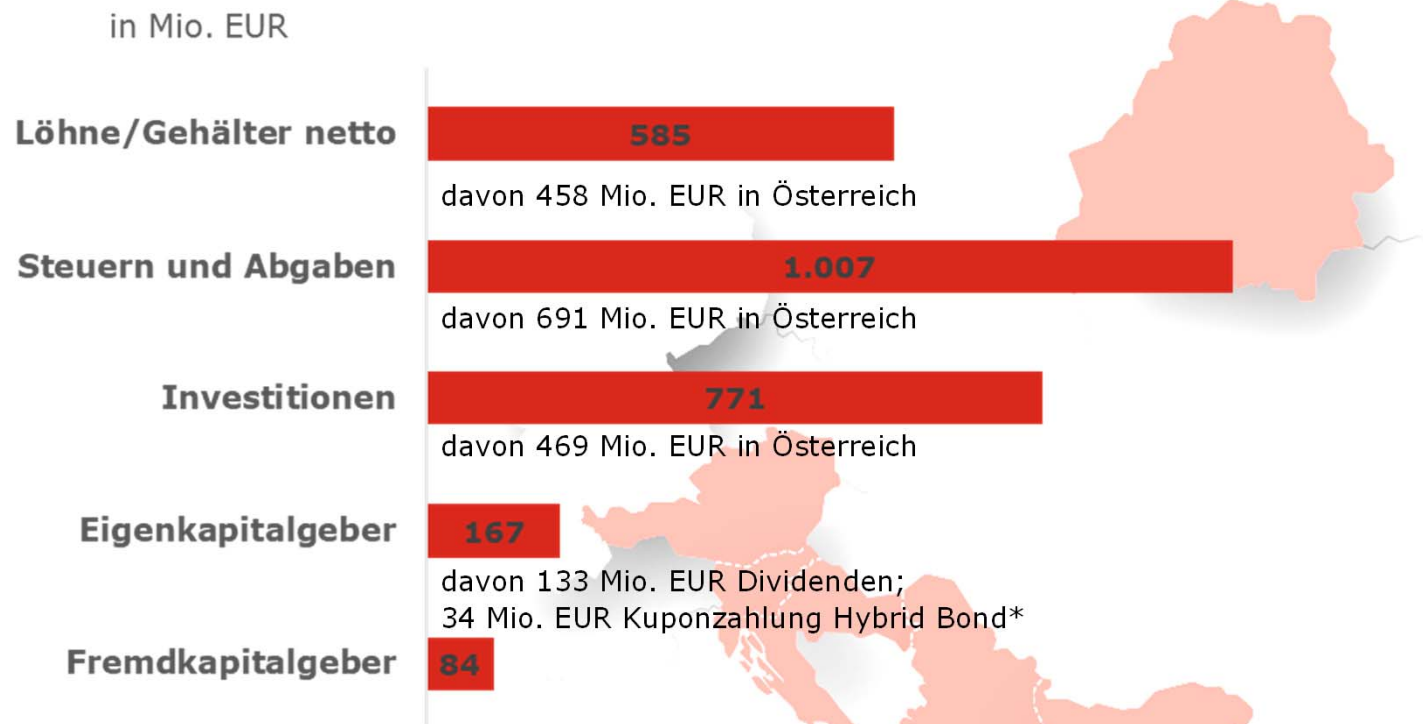 in Mio. EUR
Löhne/Gehälter netto
585
davon 458 Mio. EUR in Österreich
Steuern und Abgaben
1.007
davon 691 Mio. EUR in Österreich
Investitionen
771
davon 469 Mio. EUR in Österreich
Eigenkapitalgeber
167
davon 133 Mio. EUR Dividenden;
34 Mio. EUR Kuponzahlung Hybrid Bond*
Fremdkapitalgeber
84